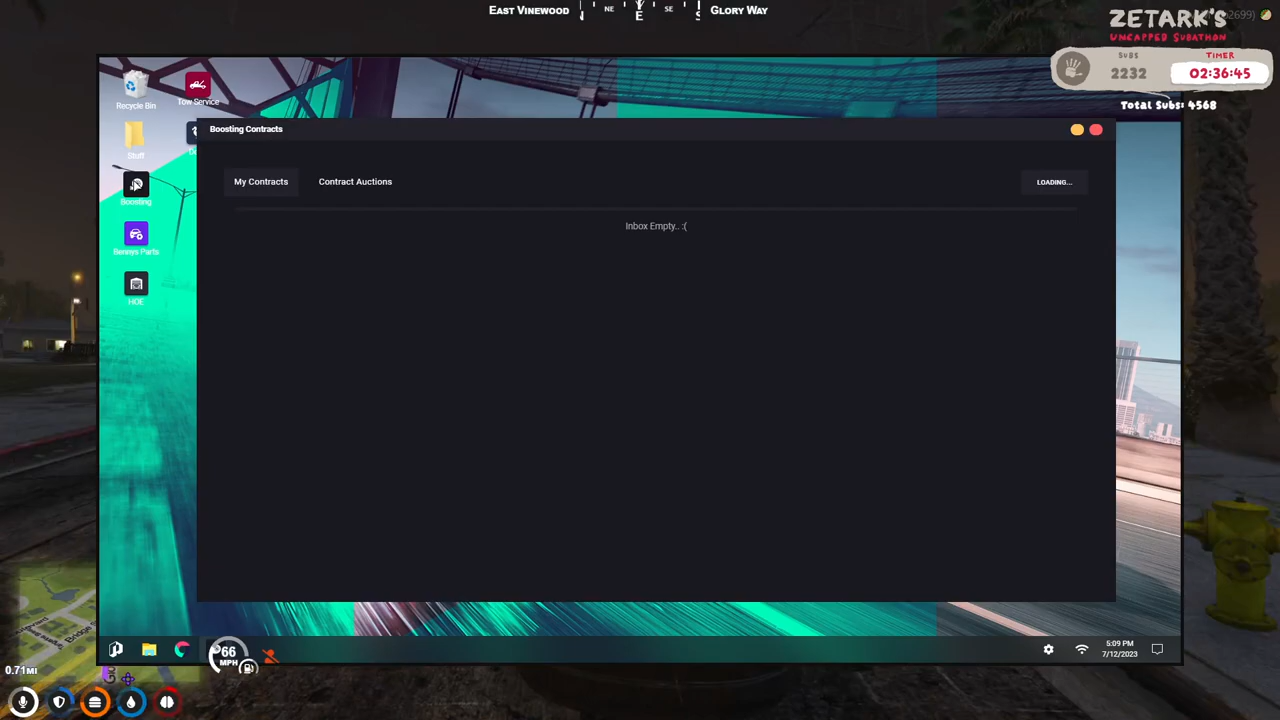 East Vinewood
NE
E
SE
S
Glory Way
2699)
ZETARK'S
UNCAPPED SUBATHON
SUBS
2232
TIMER
02:36:45
Total Subs: 4568
Recycle Bin
Tow Service
Stuff
Boosting
Bennys Parts
HOE
Boosting Contracts
My Contracts
Contract Auctions
LOADING...
Inbox Empty.. :(
66
MPH
5:09 PM
7/12/2023
0.71MI